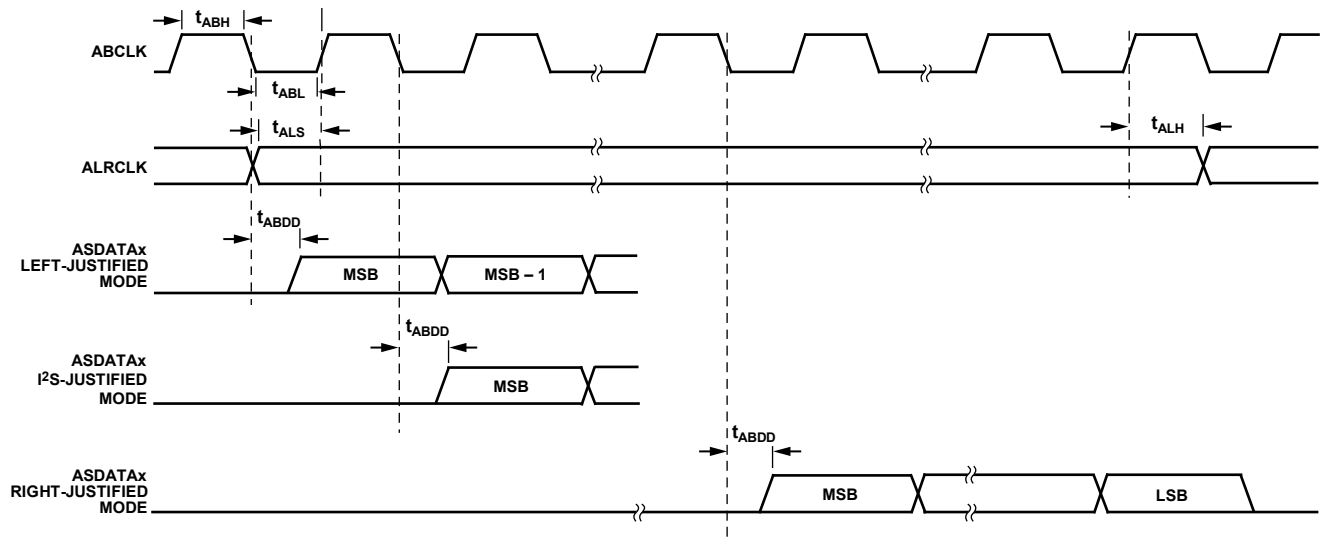 tABH
ABCLK
tABL
tALS
tALH
ALRCLK
tABDD
ASDATAx
LEFT-JUSTIFIED
MODE
MSB
MSB – 1
tABDD
ASDATAx
I²S-JUSTIFIED
MODE
MSB
tABDD
ASDATAx
RIGHT-JUSTIFIED
MODE
MSB
LSB